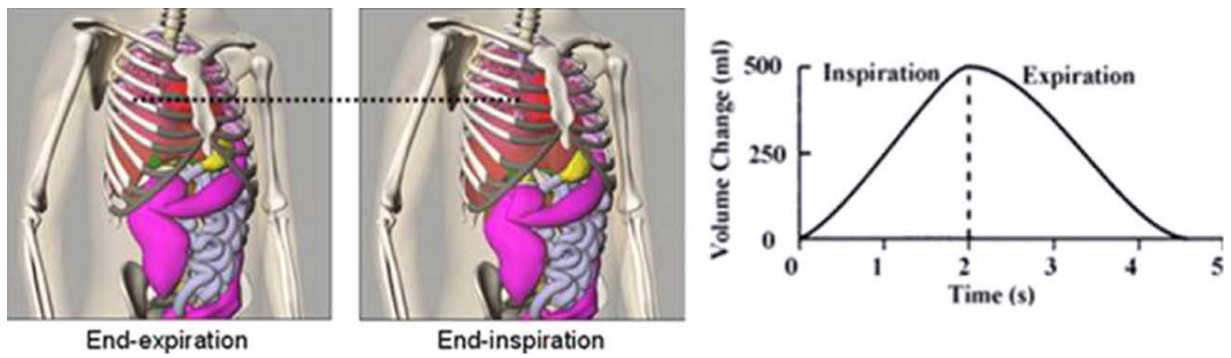 End-expiration
End-inspiration
Volume Change (ml)
500
250
0
Inspiration
Expiration
0 1 2 3 4 5
Time (s)